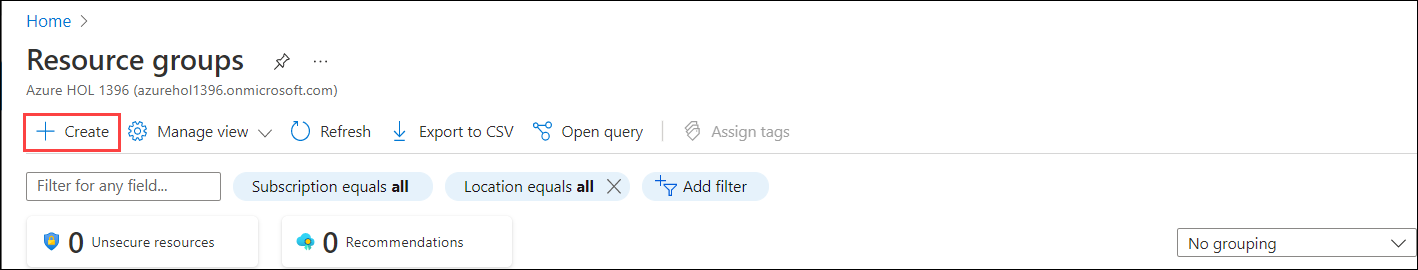 Home
Resource groups
Azure HOL 1396 (azurehol1396.onmicrosoft.com)
Create Manage view Refresh Export to CSV Open query Assign tags
Filter for any field... Subscription equals all Location equals all Add filter
0 Unsecure resources 0 Recommendations
No grouping